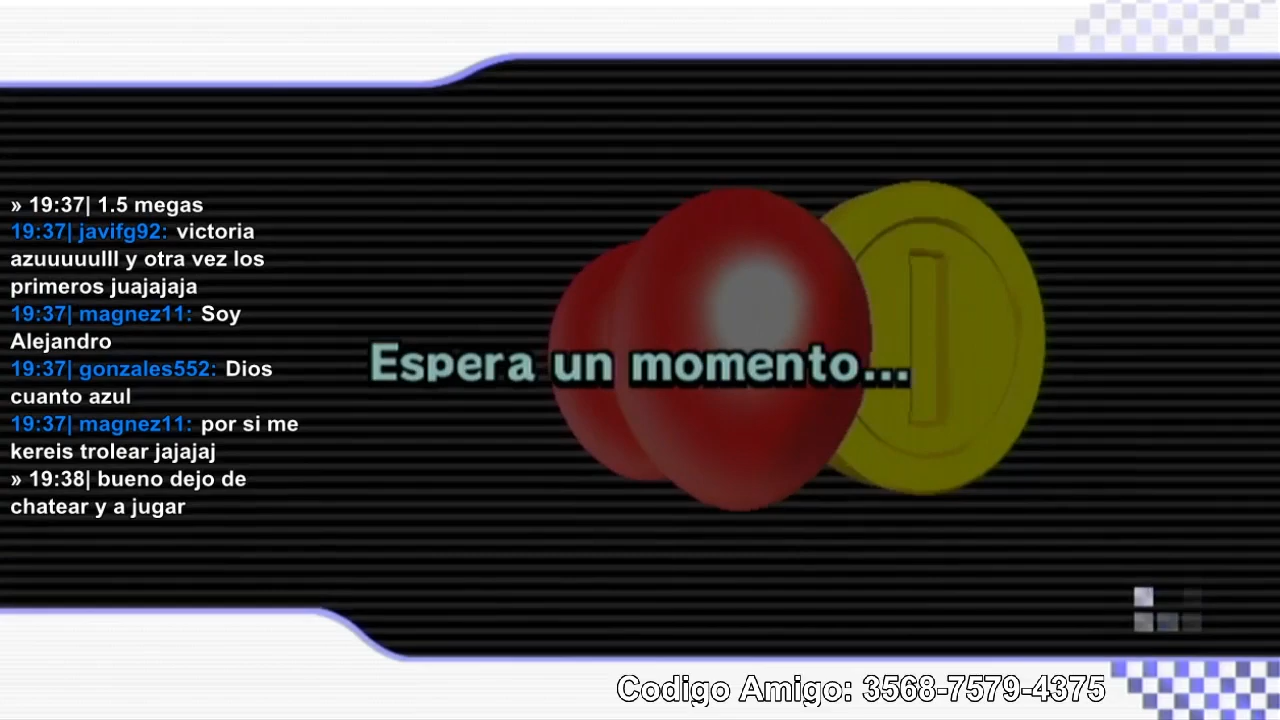 » 19:37| 1.5 megas
19:37| javifg92: victoria
azuuuuulll y otra vez los
primeros juajajaja
19:37| magnez11: Soy
Alejandro
19:37| gonzales552: Dios
cuanto azul
19:37| magnez11: por si me
kereis trolear jajajaj
» 19:38| bueno dejo de
chatear y a jugar
Espera un momento...
Codigo Amigo: 3568-7579-4375